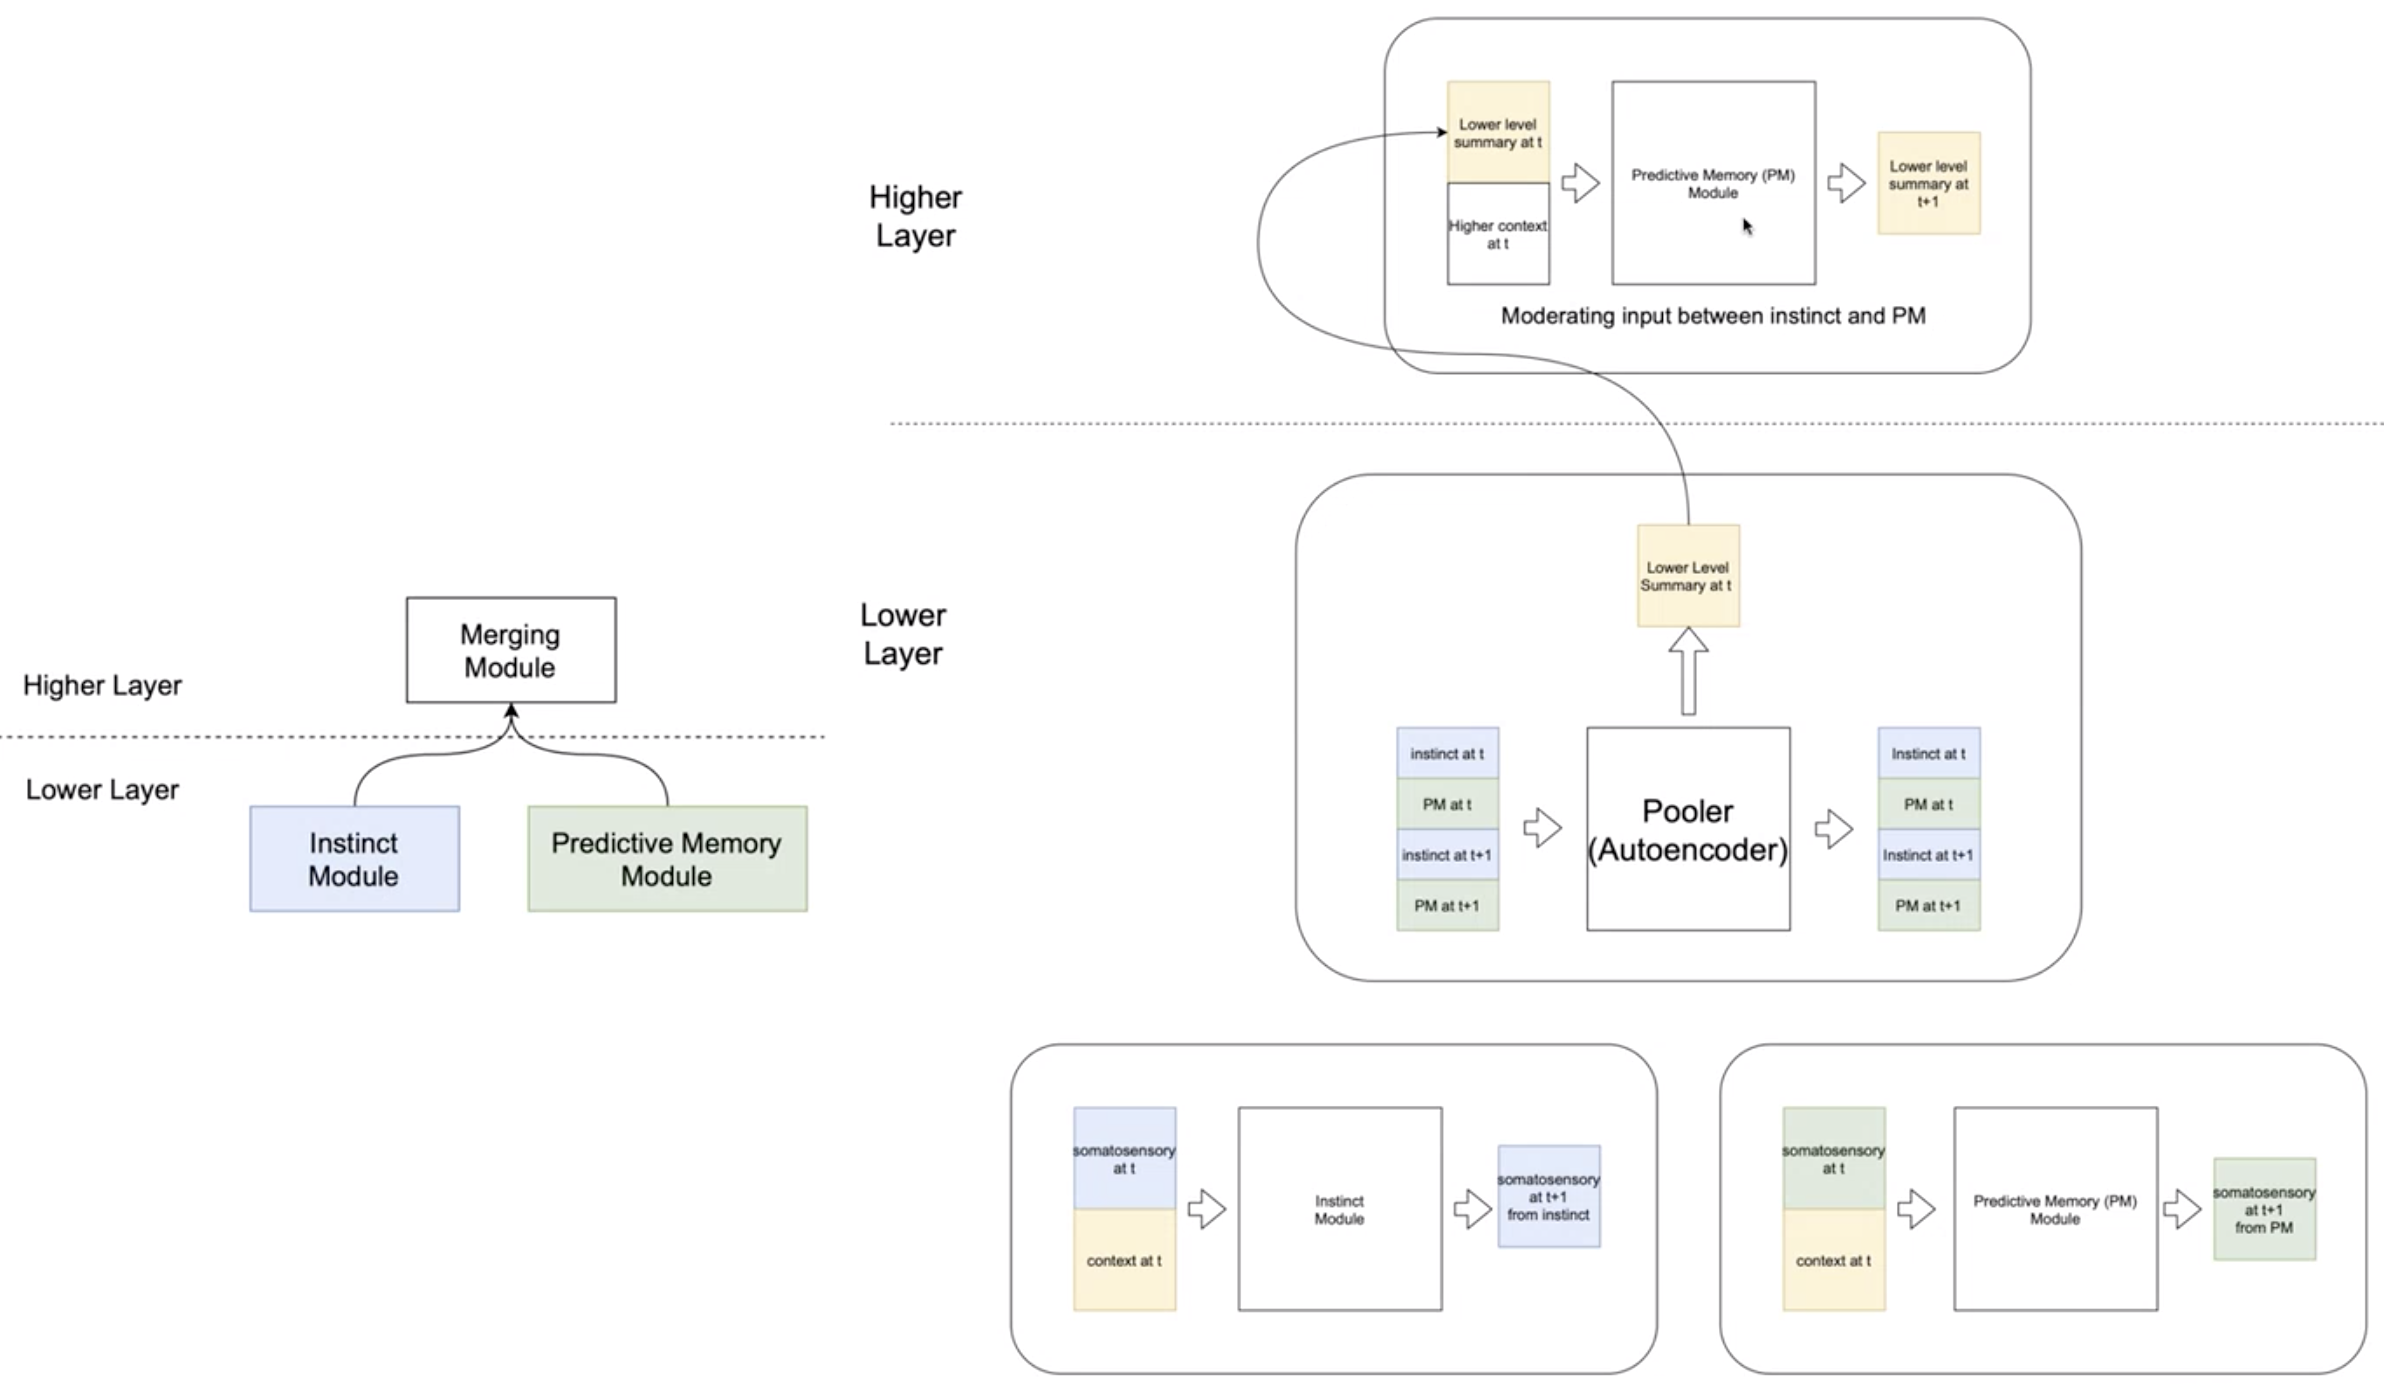 Higher
Layer
Lower level
summary at t
Higher context
at t
Predictive Memory (PM)
Module
Lower level
summary at
t+1
Moderating input between instinct and PM
Lower
Layer
Lower Level
Summary at t
instinct at t
PM at t
instinct at t+1
PM at t+1
Pooler
(Autoencoder)
Instinct at t
PM at t
Instinct at t+1
PM at t+1
Merging
Module
Higher Layer
Lower Layer
Instinct
Module
Predictive Memory
Module
somatosensory
at t
context at t
Instinct
Module
somatosensory
at t+1
from instinct
somatosensory
at t
context at t
Predictive Memory (PM)
Module
somatosensory
at t+1
from PM